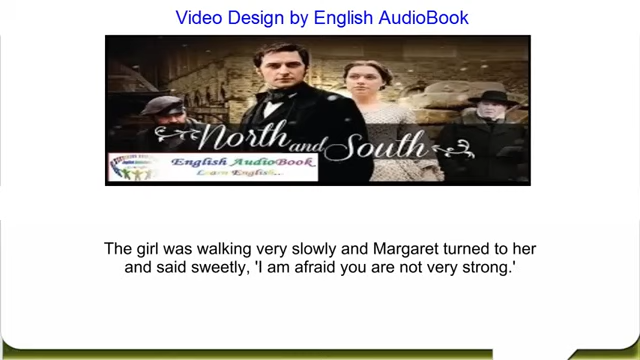 Video Design by English AudioBook
North and South
English AudioBook
Learn English...
The girl was walking very slowly and Margaret turned to her
and said sweetly, 'I am afraid you are not very strong.'